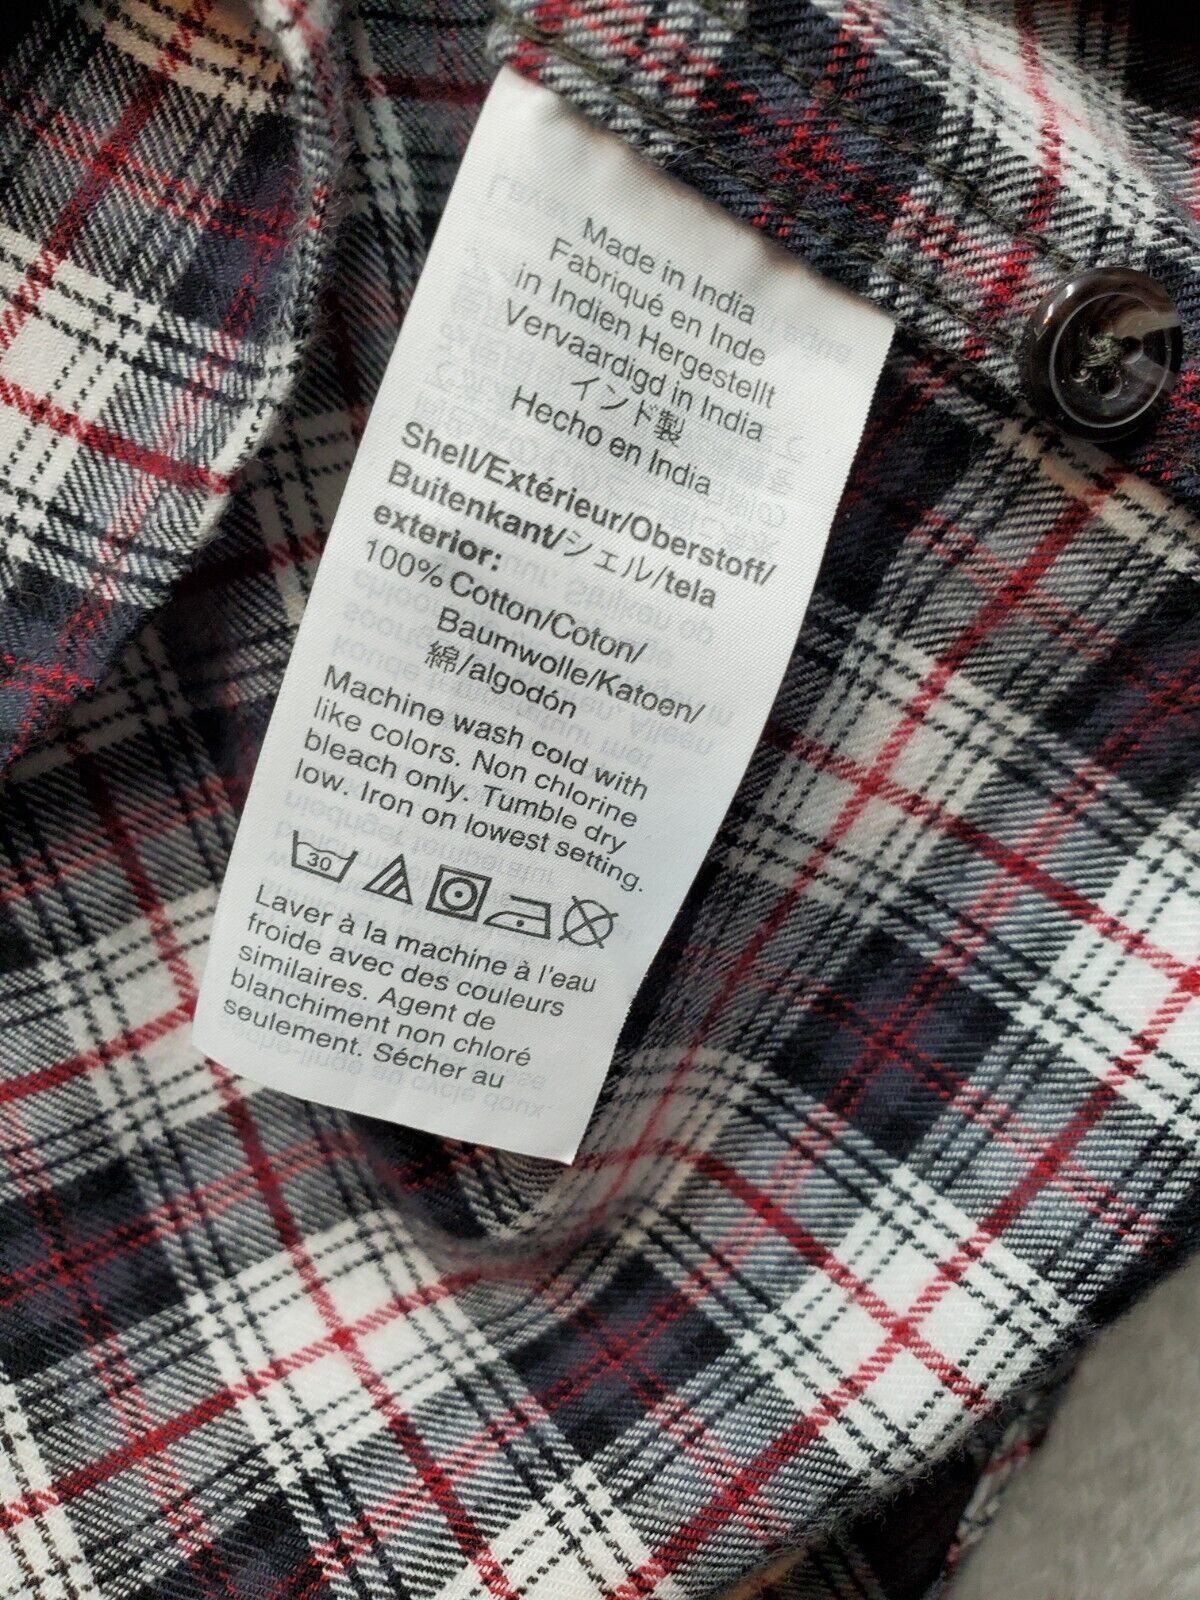 Made in India
Fabriqué en Inde
in Indien Hergestellt
Vervaardigd in India
インド製
Hecho en India
Shell/Extérieur/Oberstoff/
Buitenkant/シェル/tela
exterior:
100% Cotton/Coton/
Baumwolle/Katoen/
綿/algodón
Machine wash cold with
like colors. Non chlorine
bleach only. Tumble dry
low. Iron on lowest setting.
30
Laver à la machine à l'eau
froide avec des couleurs
similaires. Agent de
blanchiment non chloré
seulement. Sécher au